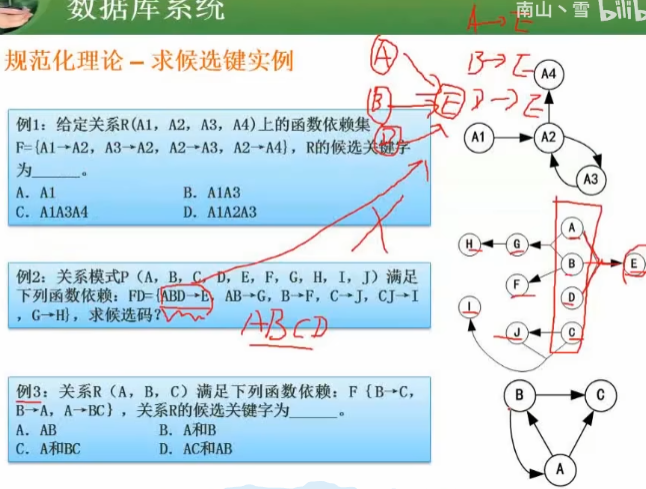 数据库系统
南山丶雪 bilib
规范化理论 – 求候选键实例
例1：给定关系R(A1, A2, A3, A4)上的函数依赖集
F={A1→A2, A3→A2, A2→A3, A2→A4}, R的候选关键字
为______。
A. A1 B. A1A3
C. A1A3A4 D. A1A2A3
A → E
B → E
D → E
A
B
D
E
A4
A1
A2
A3
例2：关系模式P（A, B, C, D, E, F, G, H, I, J）满足
下列函数依赖：FD={ABD→E, AB→G, B→F, C→J, CJ→I
, G→H}, 求候选码?
ABCD
A
H
G
B
E
F
D
I
J
C
例3：关系R（A, B, C）满足下列函数依赖：F｛B→C,
B→A, A→BC｝, 关系R的候选关键字为______。
A. AB B. A和B
C. A和BC D. AC和AB
B
C
A